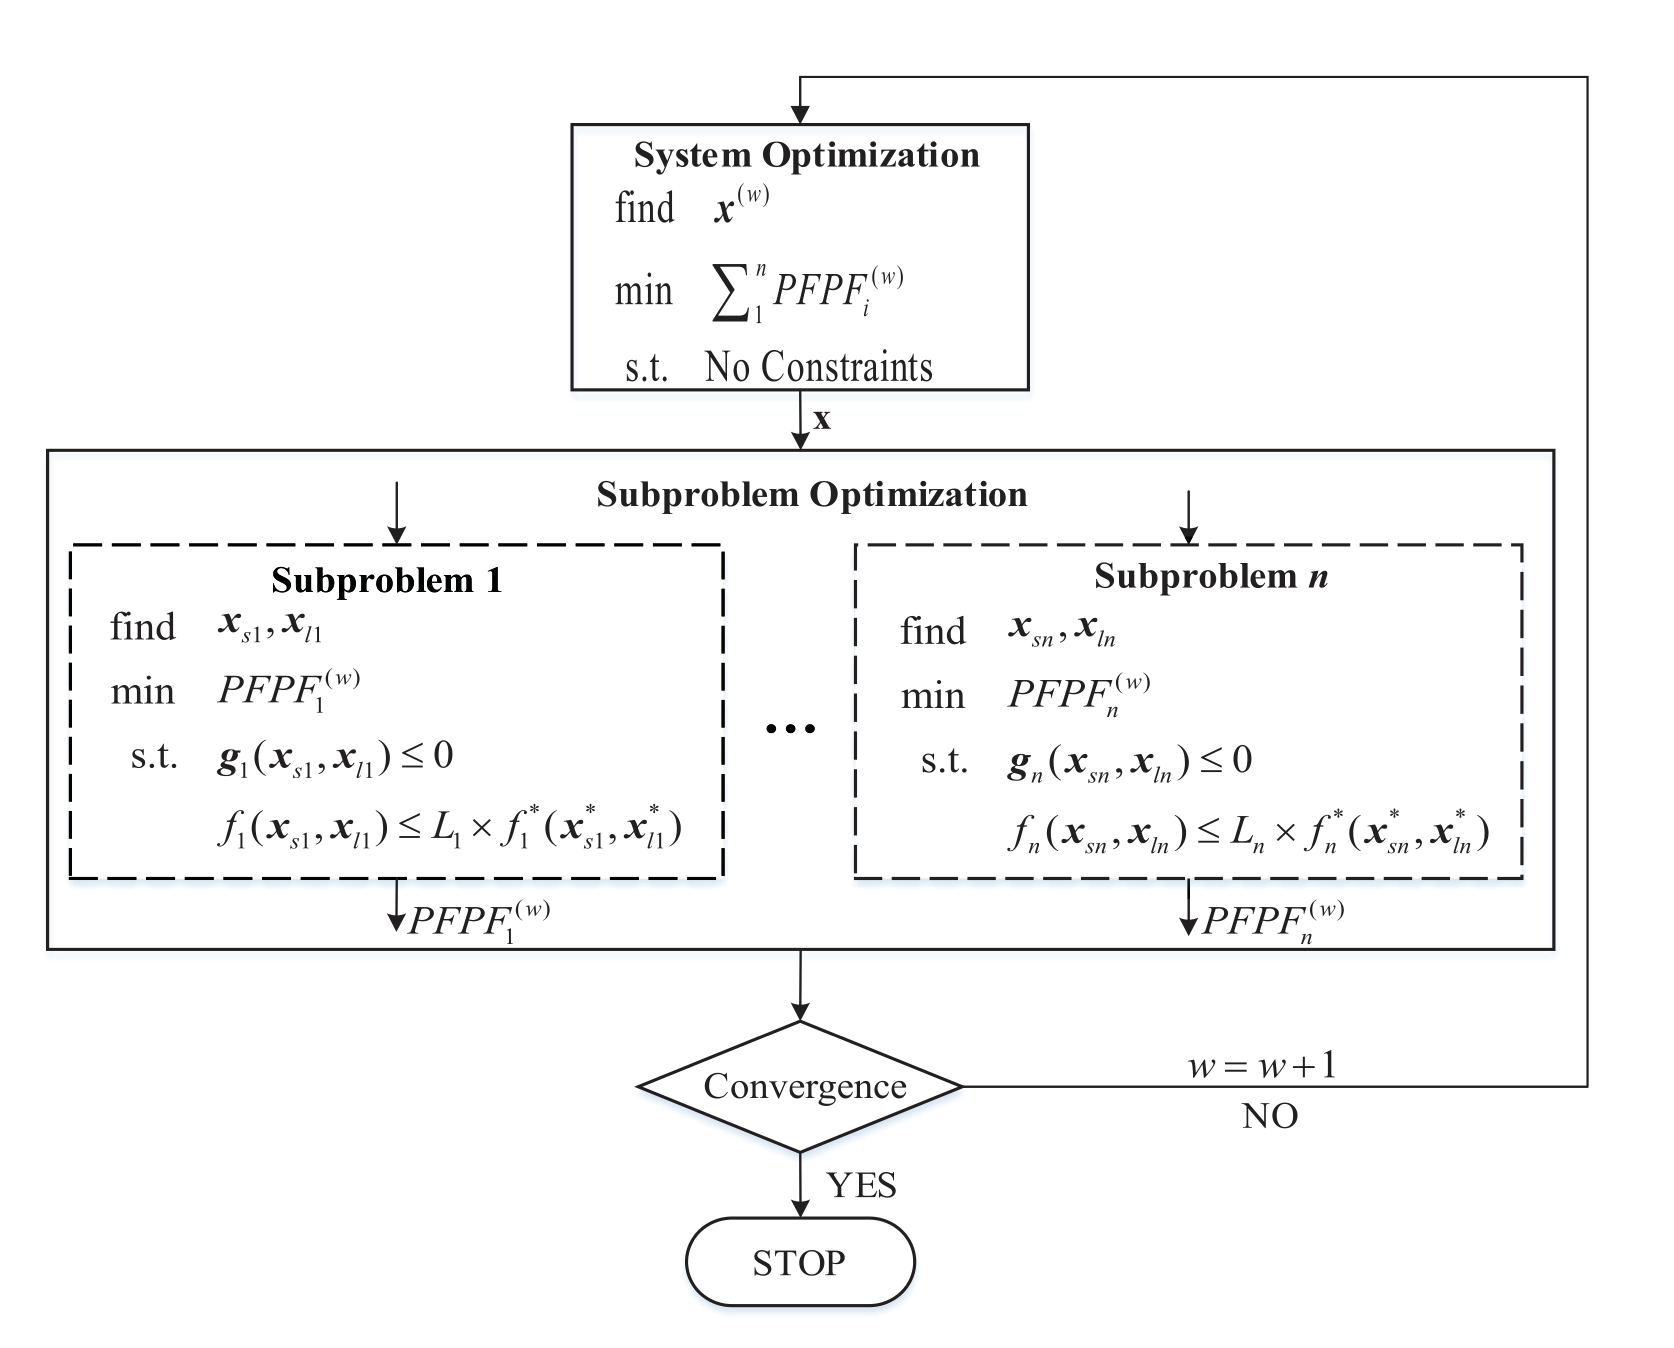 System Optimization
find x^(w)
min ∑_1^n PFPF_i^(w)
s.t. No Constraints
x
Subproblem Optimization
Subproblem 1
find x_s1, x_l1
min PFPF_1^(w)
s.t. g_1(x_s1, x_l1) ≤ 0
f_1(x_s1, x_l1) ≤ L_1 × f_1^*(x_s1^*, x_l1^*)
PFPF_1^(w)
...
Subproblem n
find x_sn, x_ln
min PFPF_n^(w)
s.t. g_n(x_sn, x_ln) ≤ 0
f_n(x_sn, x_ln) ≤ L_n × f_n^*(x_sn^*, x_ln^*)
PFPF_n^(w)
Convergence
w = w+1
NO
YES
STOP